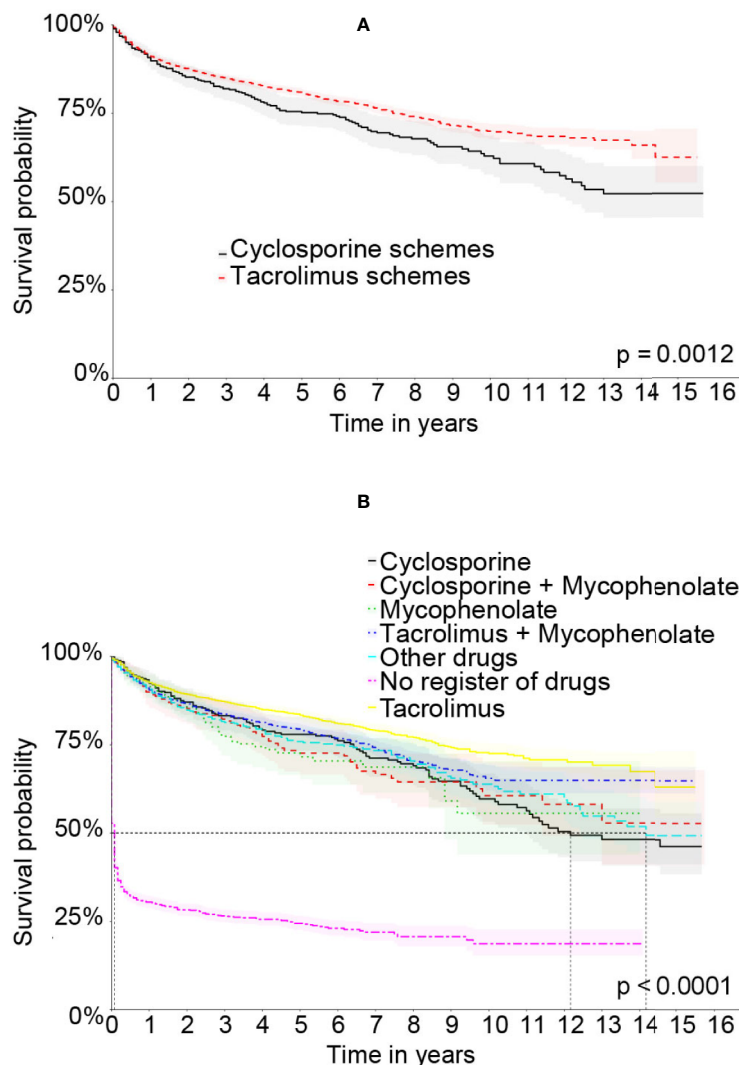 A
100%
75%
50%
25%
0%
Survival probability
Cyclosporine schemes
Tacrolimus schemes
p = 0.0012
0 1 2 3 4 5 6 7 8 9 10 11 12 13 14 15 16
Time in years
B
Cyclosporine
Cyclosporine + Mycophenolate
Mycophenolate
Tacrolimus + Mycophenolate
Other drugs
No register of drugs
Tacrolimus
100%
75%
50%
25%
0%
Survival probability
p < 0.0001
0 1 2 3 4 5 6 7 8 9 10 11 12 13 14 15 16
Time in years